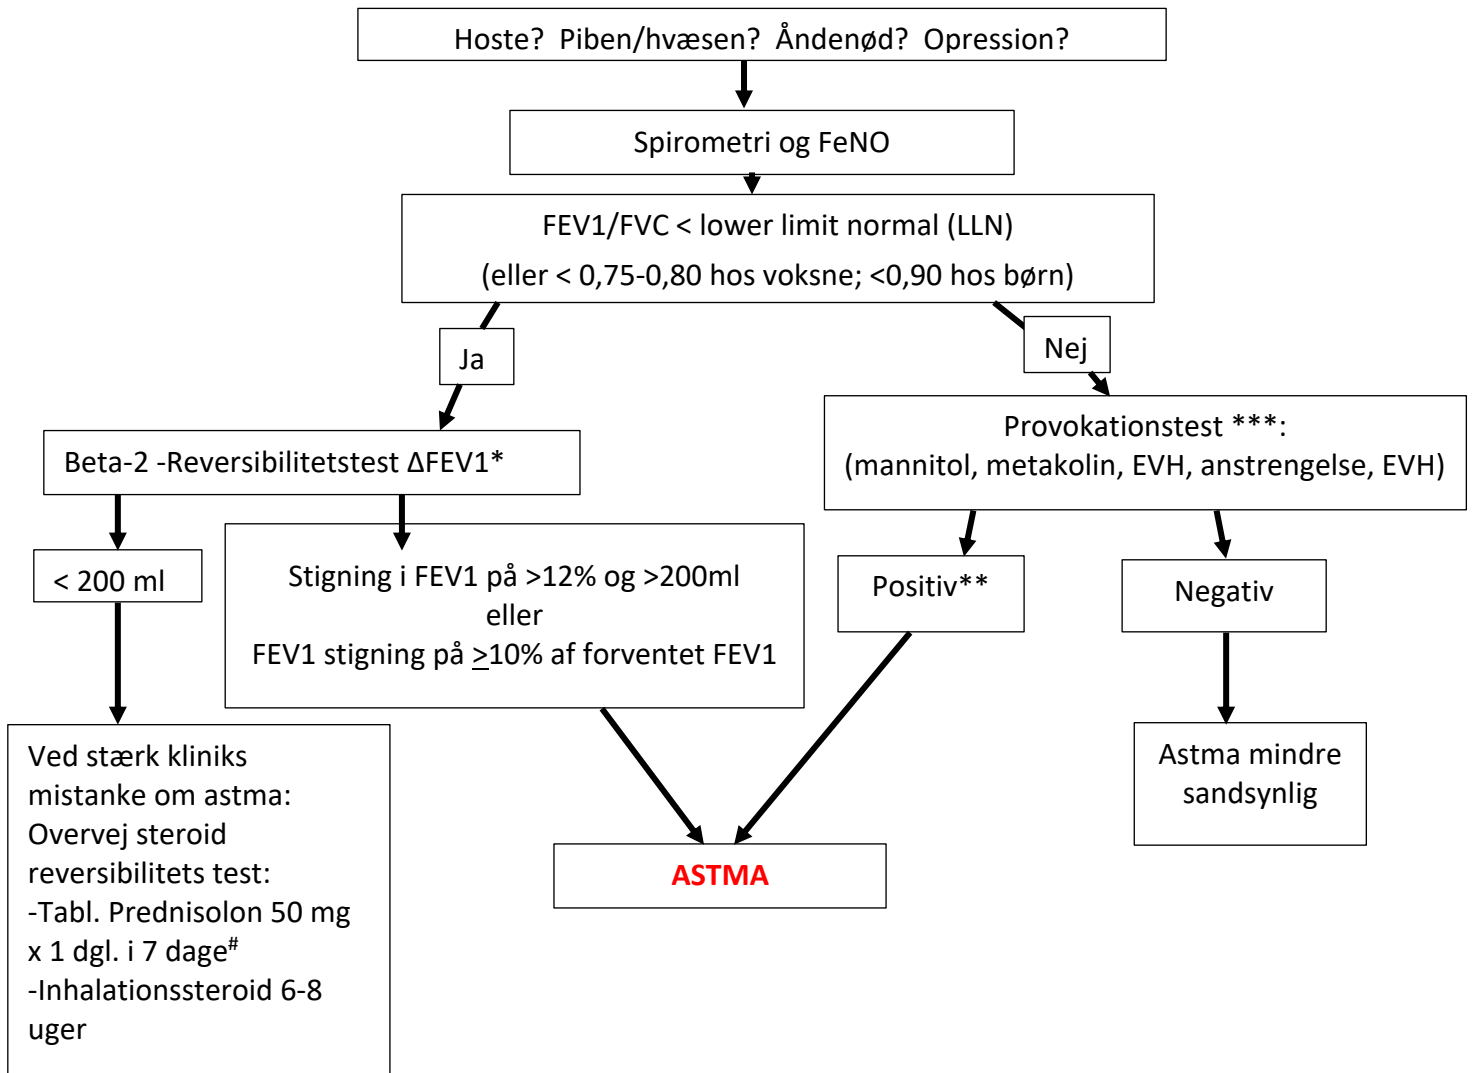 Hoste? Piben/hvæsen? Åndenød? Opression?
Spirometri og FeNO
FEV1/FVC < lower limit normal (LLN)
(eller < 0,75-0,80 hos voksne; <0,90 hos børn)
Ja
Nej
Beta-2 -Reversibilitetstest ΔFEV1*
Provokationstest ***:
(mannitol, metakolin, EVH, anstrengelse, EVH)
< 200 ml
Stigning i FEV1 på >12% og >200ml
eller
FEV1 stigning på >10% af forventet FEV1
Positiv**
Negativ
Ved stærk kliniks
mistanke om astma:
Overvej steroid
reversibilitets test:
-Tabl. Prednisolon 50 mg
x 1 dgl. i 7 dage#
-Inhalationssteroid 6-8
uger
ASTMA
Astma mindre
sandsynlig